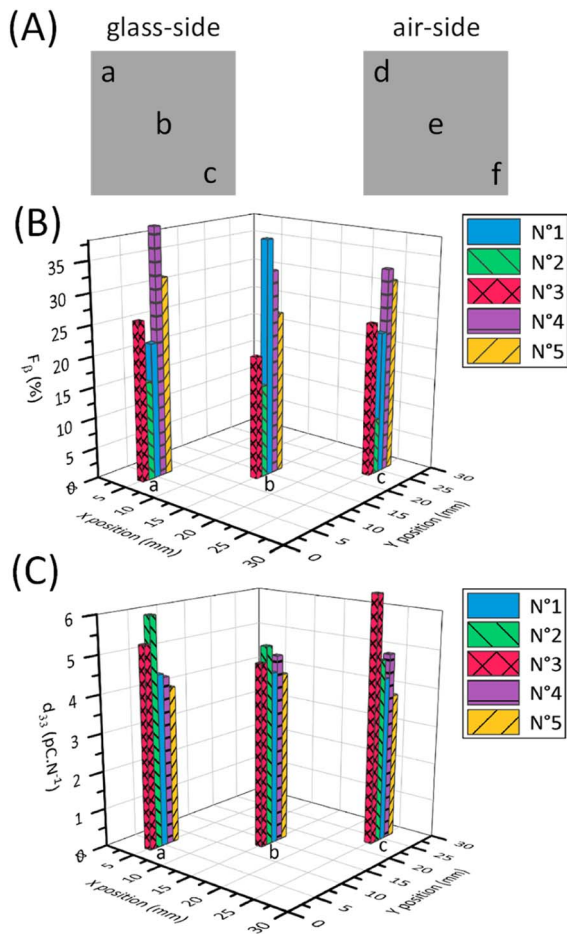 (A) glass-side air-side
a d
b e
c f
(B)
N°1
N°2
N°3
N°4
N°5
Fβ (%)
35
30
25
20
15
10
5
0
a b c
5 10 15 20 25 30
X position (mm)
0 5 10 15 20 25 30
Y position (mm)
(C)
N°1
N°2
N°3
N°4
N°5
d33 (pC.N-1)
6
5
4
3
2
1
0
a b c
5 10 15 20 25 30
X position (mm)
0 5 10 15 20 25 30
Y position (mm)